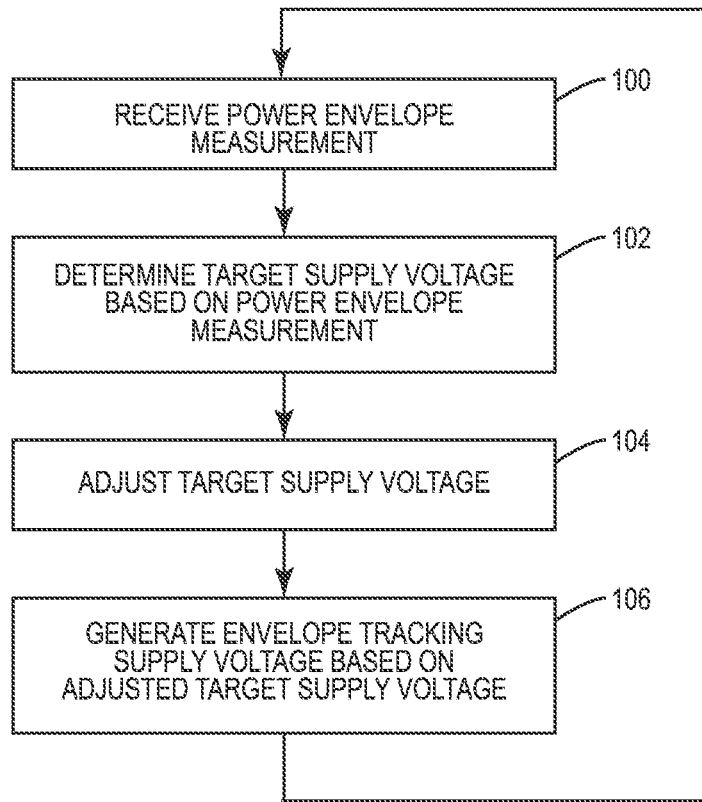 RECEIVE POWER ENVELOPE
MEASUREMENT
100
DETERMINE TARGET SUPPLY VOLTAGE
BASED ON POWER ENVELOPE
MEASUREMENT
102
ADJUST TARGET SUPPLY VOLTAGE
104
GENERATE ENVELOPE TRACKING
SUPPLY VOLTAGE BASED ON
ADJUSTED TARGET SUPPLY VOLTAGE
106